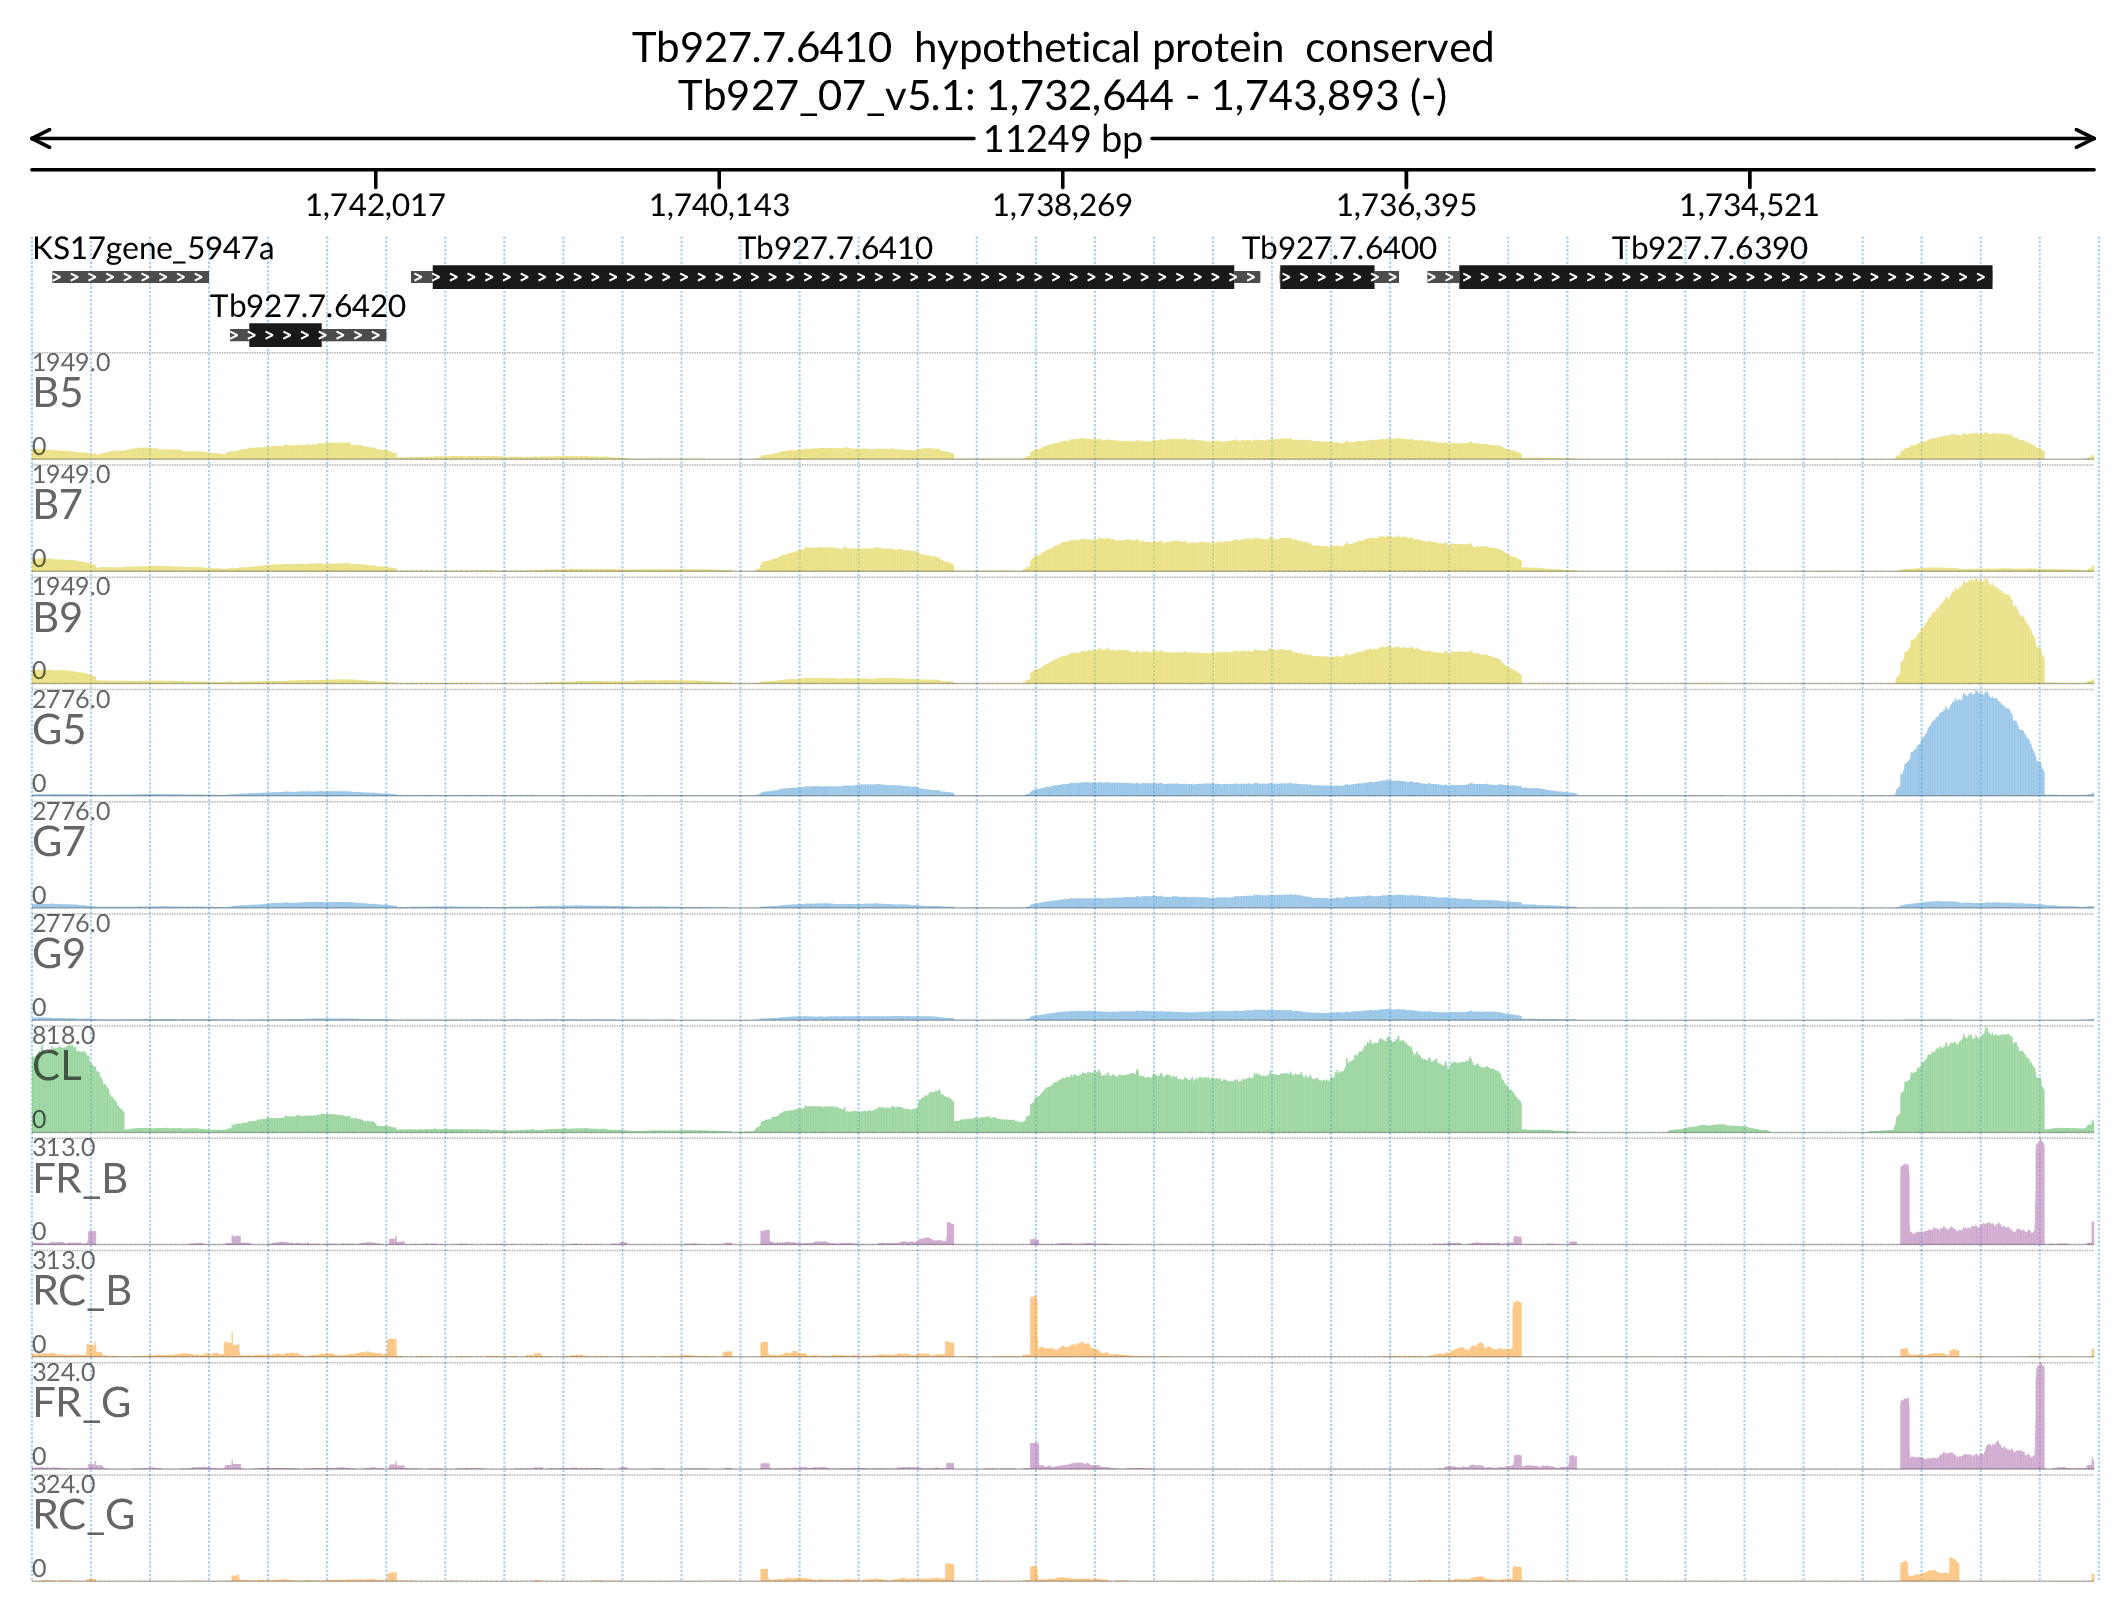 Tb927.7.6410 hypothetical protein conserved
Tb927_07_v5.1: 1,732,644 - 1,743,893 (-)
11249 bp
1,742,017 1,740,143 1,738,269 1,736,395 1,734,521
KS17gene_5947a Tb927.7.6410 Tb927.7.6400 Tb927.7.6390
Tb927.7.6420
1949.0
B5
0
1949.0
B7
0
1949.0
B9
0
2776.0
G5
0
2776.0
G7
0
2776.0
G9
0
818.0
CL
0
313.0
FR_B
0
313.0
RC_B
0
324.0
FR_G
0
324.0
RC_G
0